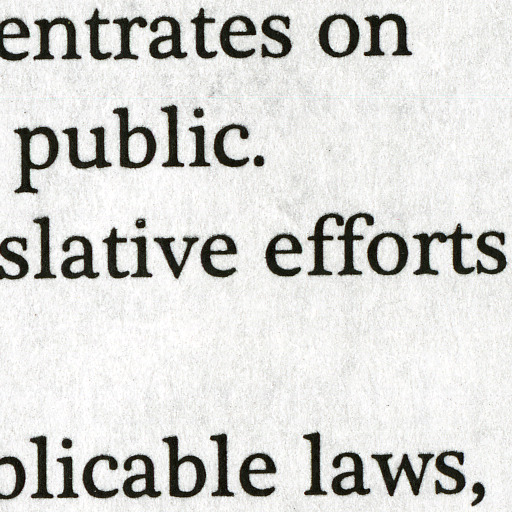 entrates on
public.
slative efforts
plicable laws,